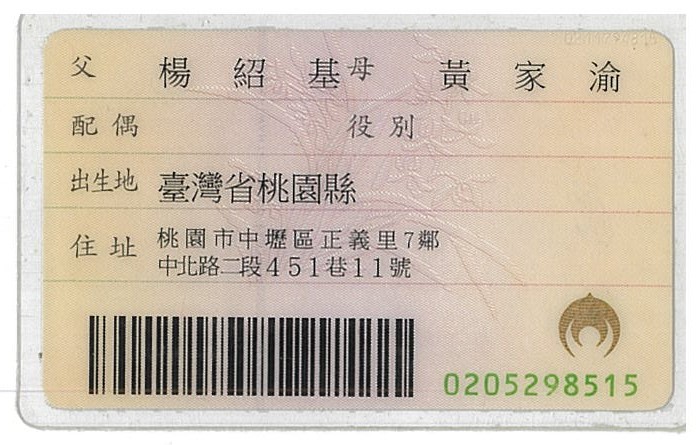 父 楊紹基 母 黃家渝
配偶 役別
出生地 臺灣省桃園縣
住址 桃園市中壢區正義里7鄰
中北路二段451巷11號
0205298515